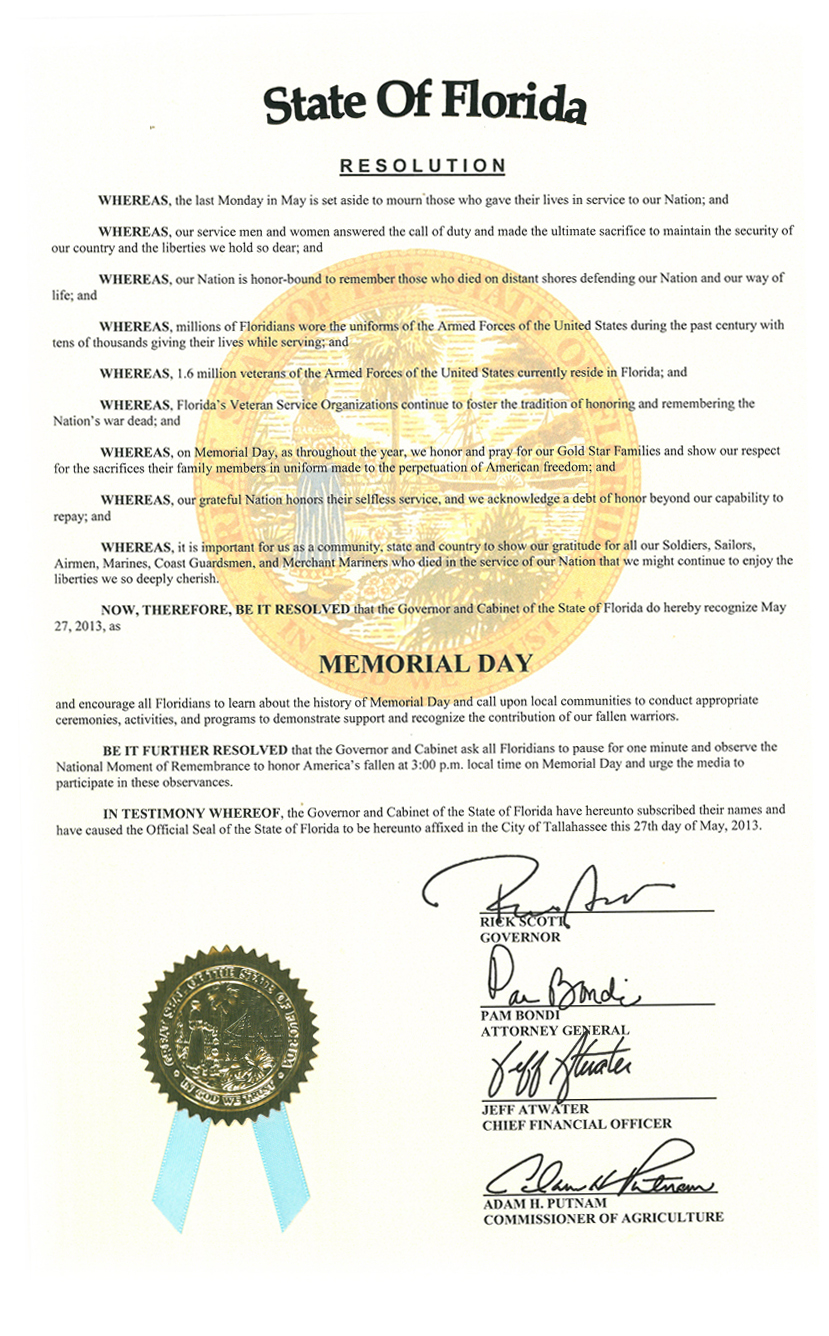 State Of Florida
RESOLUTION
WHEREAS, the last Monday in May is set aside to mourn those who gave their lives in service to our Nation; and
WHEREAS, our service men and women answered the call of duty and made the ultimate sacrifice to maintain the security of
our country and the liberties we hold so dear; and
WHEREAS, our Nation is honor-bound to remember those who died on distant shores defending our Nation and our way of
life; and
WHEREAS, millions of Floridians wore the uniforms of the Armed Forces of the United States during the past century with
tens of thousands giving their lives while serving; and
WHEREAS, 1.6 million veterans of the Armed Forces of the United States currently reside in Florida; and
WHEREAS, Florida's Veteran Service Organizations continue to foster the tradition of honoring and remembering the
Nation's war dead; and
WHEREAS, on Memorial Day, as throughout the year, we honor and pray for our Gold Star Families and show our respect
for the sacrifices their family members in uniform made to the perpetuation of American freedom; and
WHEREAS, our grateful Nation honors their selfless service, and we acknowledge a debt of honor beyond our capability to
repay; and
WHEREAS, it is important for us as a community, state and country to show our gratitude for all our Soldiers, Sailors,
Airmen, Marines, Coast Guardsmen, and Merchant Mariners who died in the service of our Nation that we might continue to enjoy the
liberties we so deeply cherish.
NOW, THEREFORE, BE IT RESOLVED that the Governor and Cabinet of the State of Florida do hereby recognize May
27, 2013, as
MEMORIAL DAY
and encourage all Floridians to learn about the history of Memorial Day and call upon local communities to conduct appropriate
ceremonies, activities, and programs to demonstrate support and recognize the contribution of our fallen warriors.
BE IT FURTHER RESOLVED that the Governor and Cabinet ask all Floridians to pause for one minute and observe the
National Moment of Remembrance to honor America's fallen at 3:00 p.m. local time on Memorial Day and urge the media to
participate in these observances.
IN TESTIMONY WHEREOF, the Governor and Cabinet of the State of Florida have hereunto subscribed their names and
have caused the Official Seal of the State of Florida to be hereunto affixed in the City of Tallahassee this 27th day of May, 2013.
RICK SCOTT
GOVERNOR
Pam Bondi
PAM BONDI
ATTORNEY GENERAL
Jeff Atwater
JEFF ATWATER
CHIEF FINANCIAL OFFICER
Adam H. Putnam
ADAM H. PUTNAM
COMMISSIONER OF AGRICULTURE
GREAT SEAL OF THE STATE OF FLORIDA
IN GOD WE TRUST